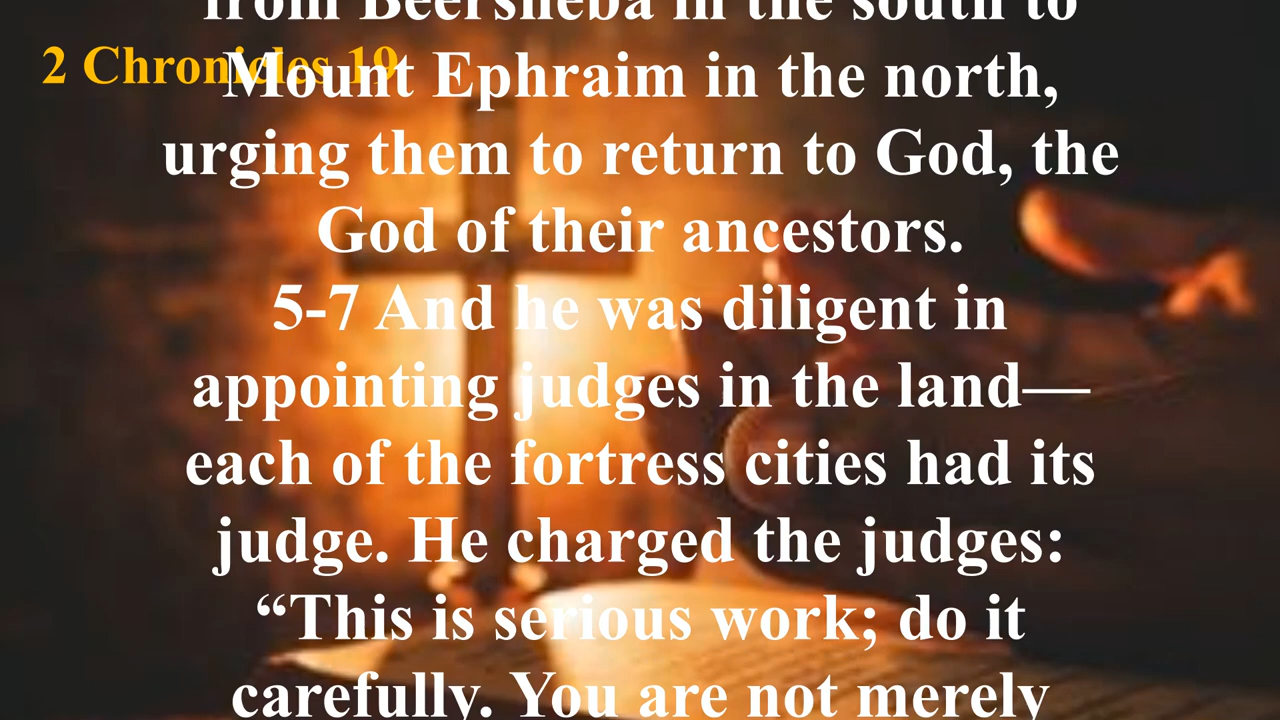 from Beersheba in the south to
2 Chronicles 19
Mount Ephraim in the north,
urging them to return to God, the
God of their ancestors.
5-7 And he was diligent in
appointing judges in the land—
each of the fortress cities had its
judge. He charged the judges:
“This is serious work; do it
carefully. You are not merely